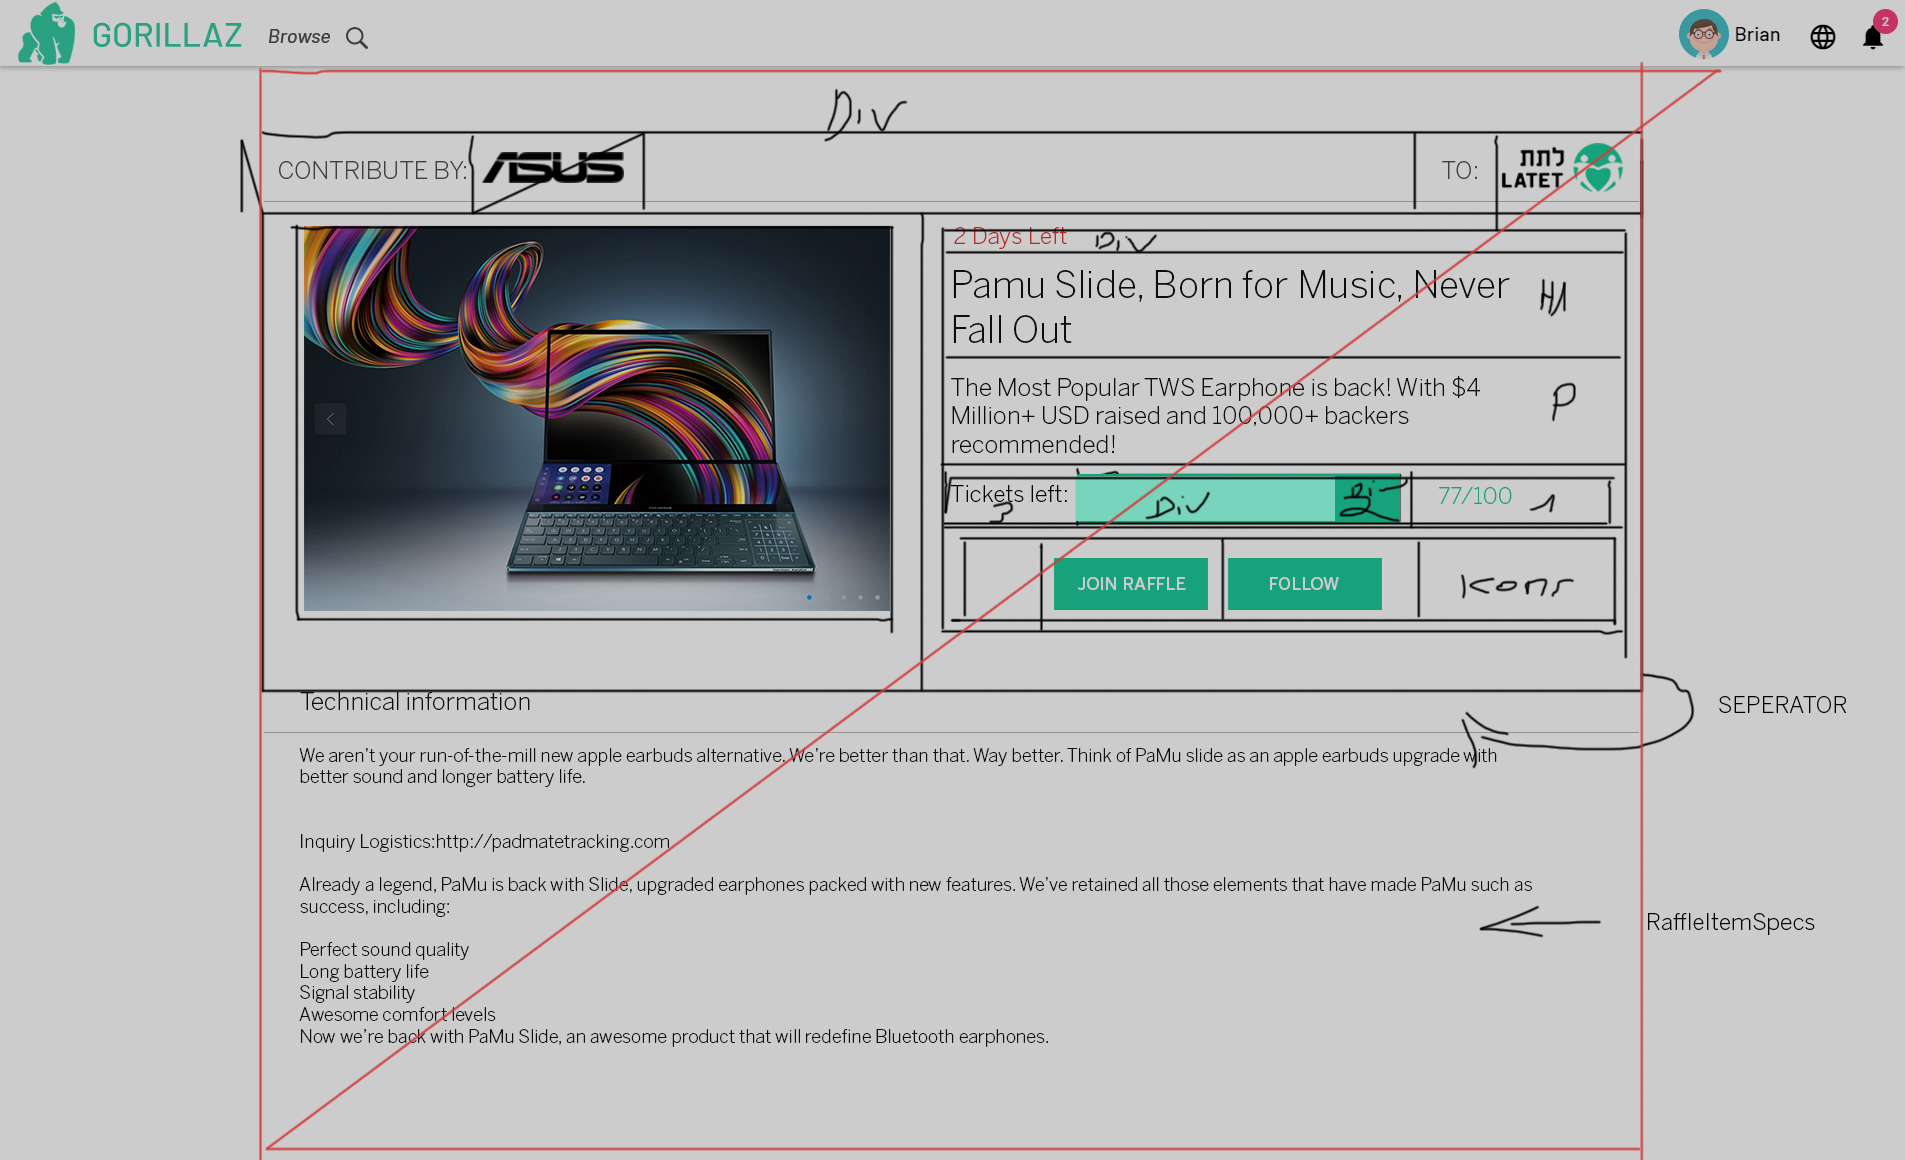 GORILLAZ Browse Brian 2
Div
CONTRIBUTE BY: ASUS TO: לתת
LATET
2 Days Left Div
Pamu Slide, Born for Music, Never
Fall Out
H1
The Most Popular TWS Earphone is back! With $4
Million+ USD raised and 100,000+ backers
recommended!
P
Tickets left: Div 77/100 1
3
JOIN RAFFLE FOLLOW Icons
Technical information
SEPERATOR
We aren't your run-of-the-mill new apple earbuds alternative. We're better than that. Way better. Think of PaMu slide as an apple earbuds upgrade with
better sound and longer battery life.
Inquiry Logistics:http://padmatetracking.com
Already a legend, PaMu is back with Slide, upgraded earphones packed with new features. We've retained all those elements that have made PaMu such as
success, including:
RaffleItemSpecs
Perfect sound quality
Long battery life
Signal stability
Awesome comfort levels
Now we're back with PaMu Slide, an awesome product that will redefine Bluetooth earphones.